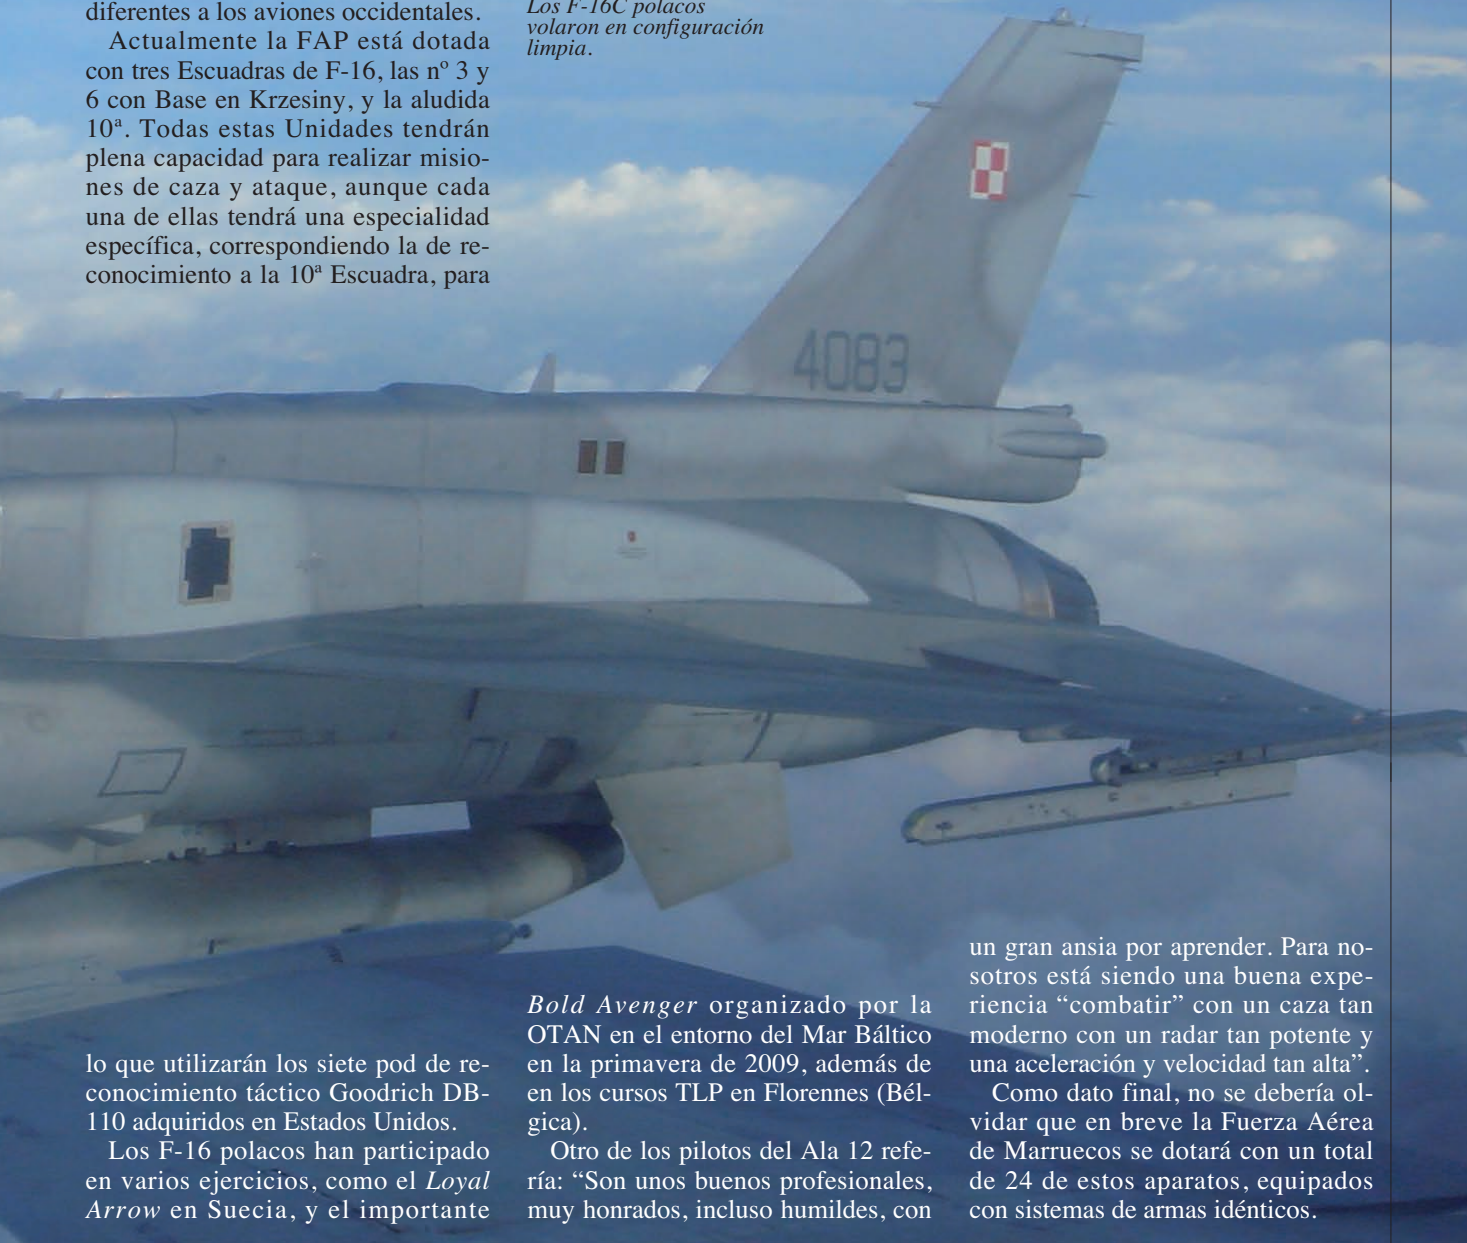 diferentes a los aviones occidentales.
Actualmente la FAP está dotada
con tres Escuadras de F-16, las nº 3 y
6 con Base en Krzesiny, y la aludida
10ª. Todas estas Unidades tendrán
plena capacidad para realizar misio-
nes de caza y ataque, aunque cada
una de ellas tendrá una especialidad
específica, correspondiendo la de re-
conocimiento a la 10ª Escuadra, para
lo que utilizarán los siete pod de re-
conocimiento táctico Goodrich DB-
110 adquiridos en Estados Unidos.
Los F-16 polacos han participado
en varios ejercicios, como el Loyal
Arrow en Suecia, y el importante
Los F-16C polacos
volaron en configuración
limpia.
4083
Bold Avenger organizado por la
OTAN en el entorno del Mar Báltico
en la primavera de 2009, además de
en los cursos TLP en Florennes (Bél-
gica).
Otro de los pilotos del Ala 12 refe-
ría: “Son unos buenos profesionales,
muy honrados, incluso humildes, con
un gran ansia por aprender. Para no-
sotros está siendo una buena expe-
riencia “combatir” con un caza tan
moderno con un radar tan potente y
una aceleración y velocidad tan alta”.
Como dato final, no se debería ol-
vidar que en breve la Fuerza Aérea
de Marruecos se dotará con un total
de 24 de estos aparatos, equipados
con sistemas de armas idénticos.